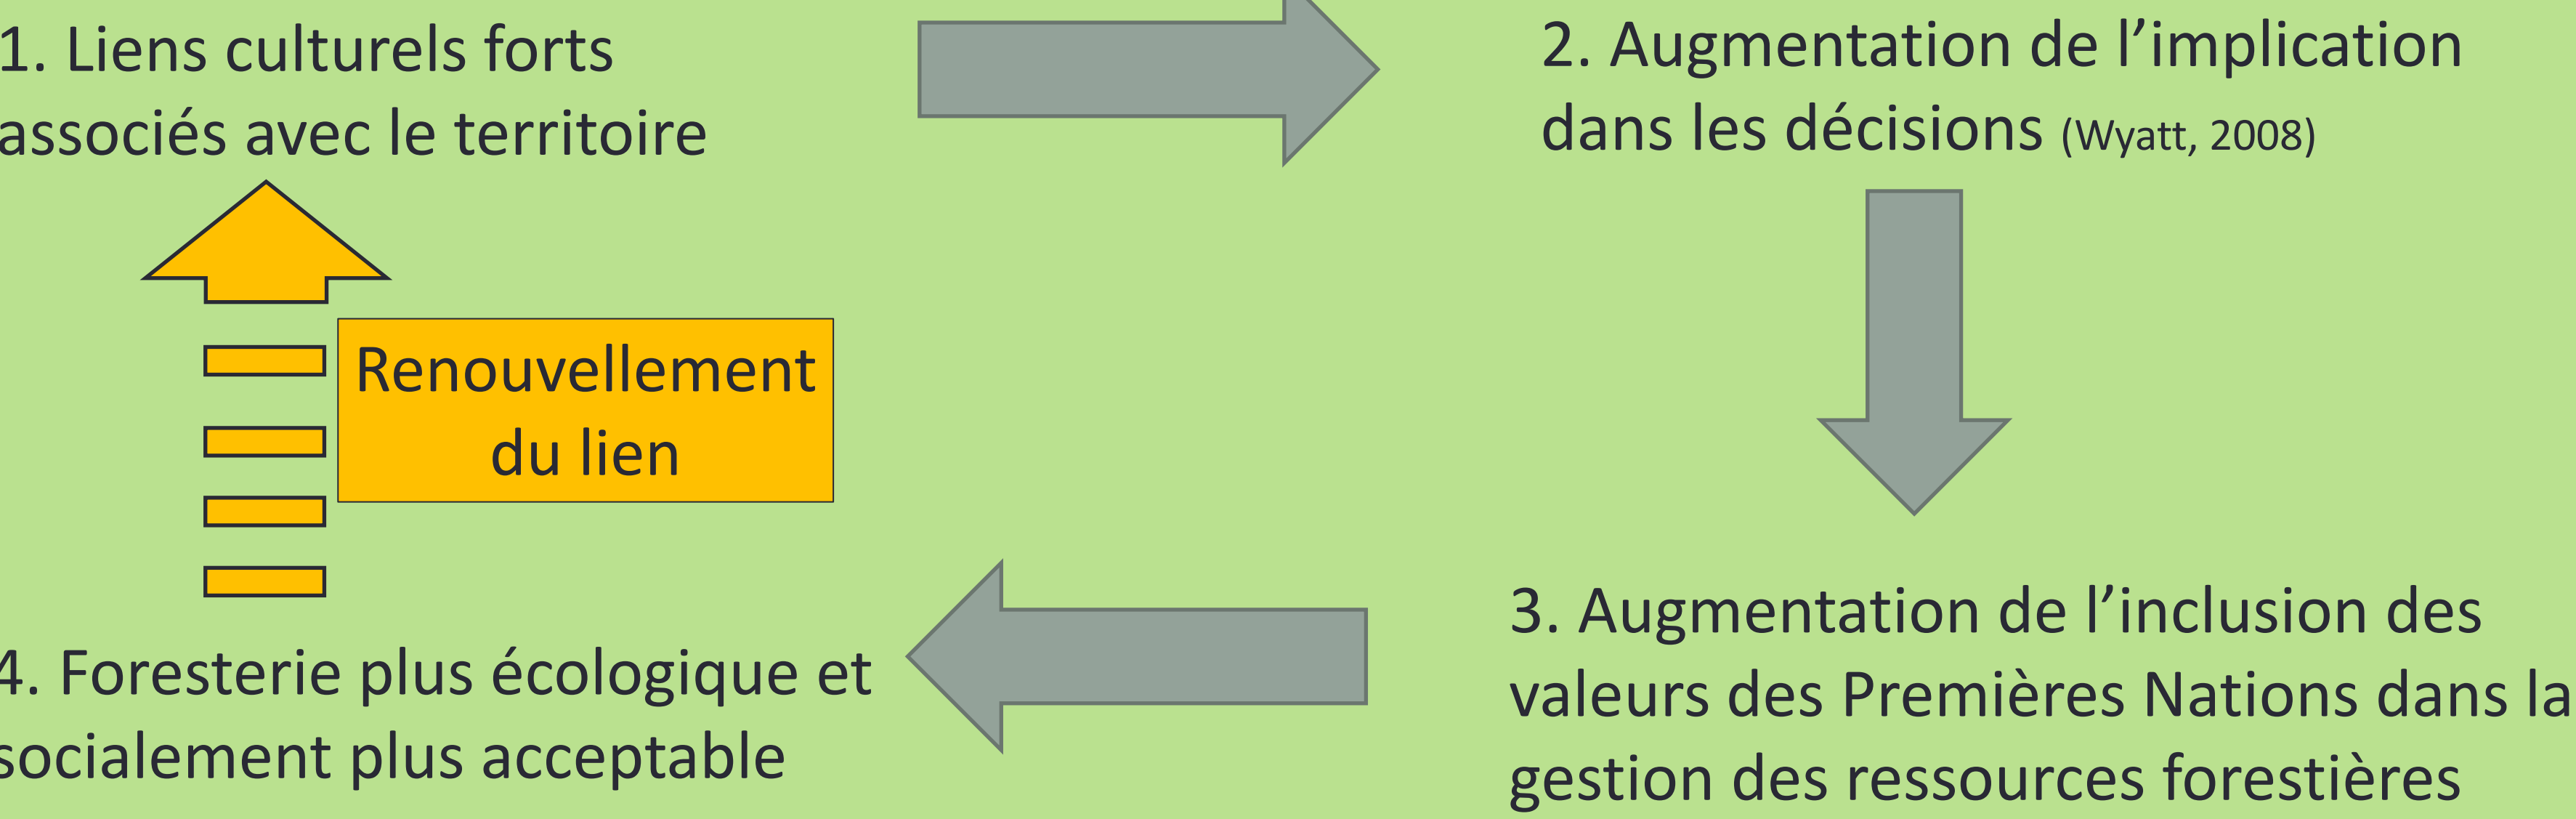 1. Liens culturels forts
associés avec le territoire
2. Augmentation de l’implication
dans les décisions (Wyatt, 2008)
Renouvellement
du lien
3. Augmentation de l’inclusion des
valeurs des Premières Nations dans la
gestion des ressources forestières
4. Foresterie plus écologique et
socialement plus acceptable